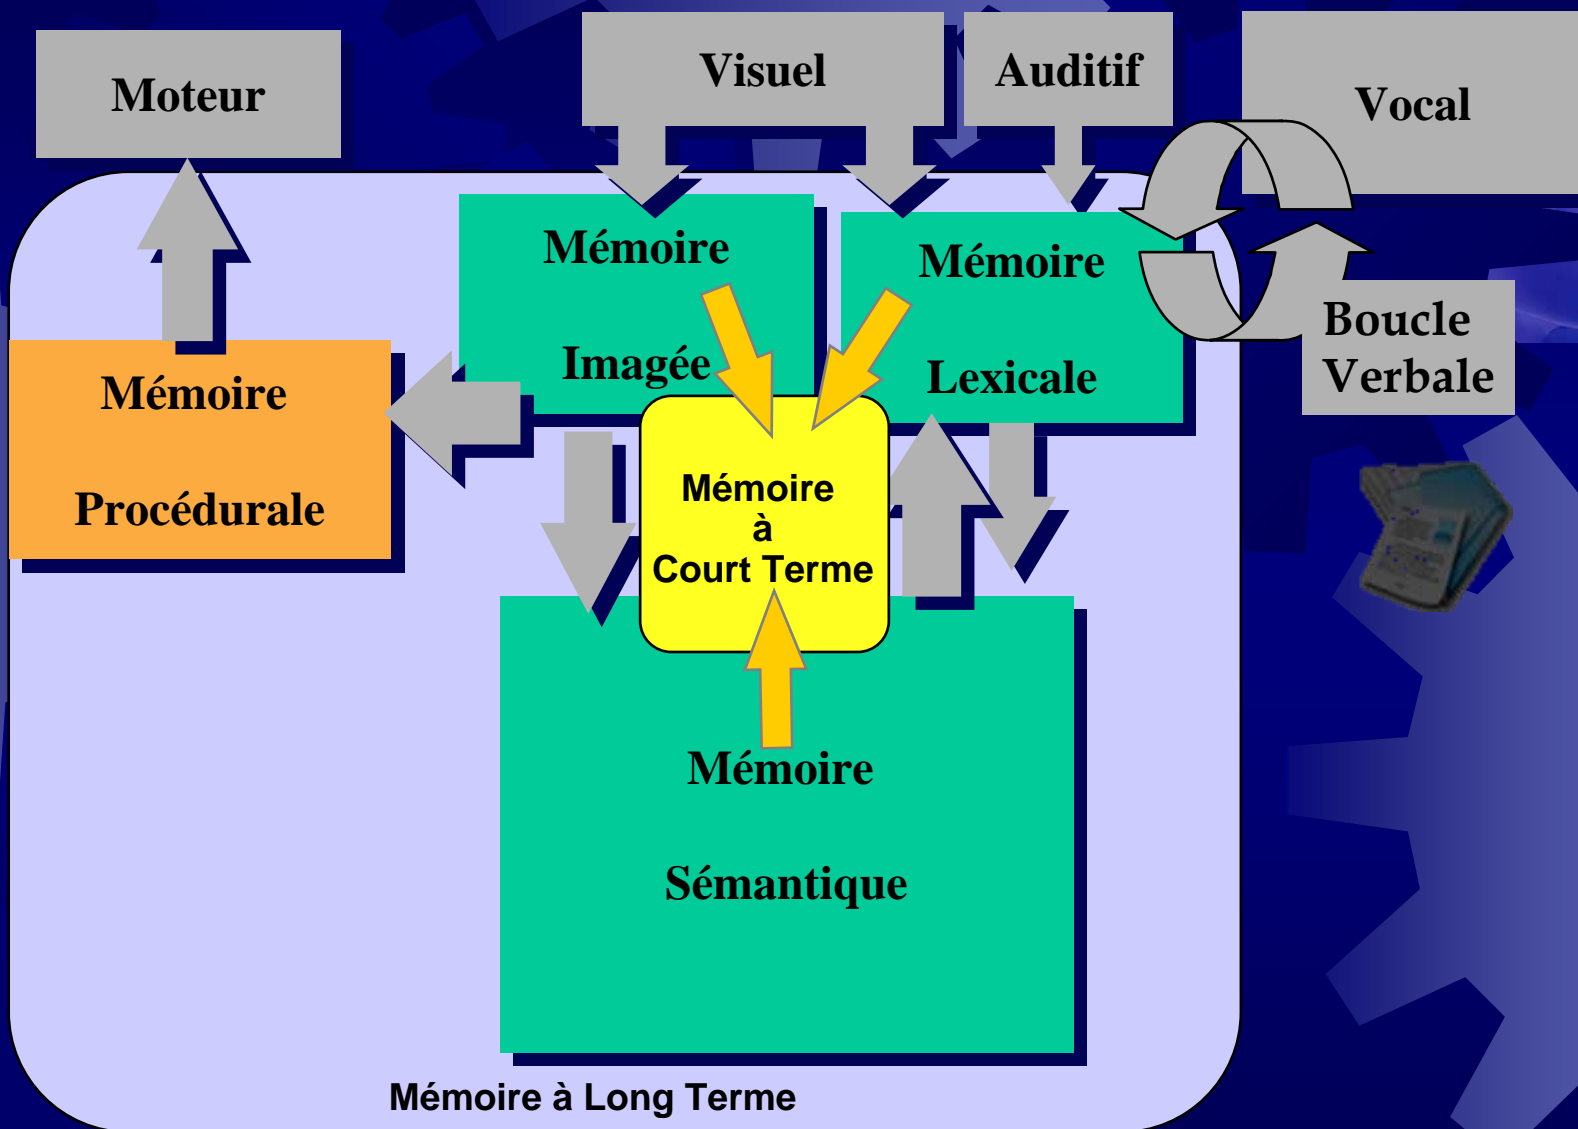 Moteur
Visuel
Auditif
Vocal
Mémoire
Imagée
Mémoire
Lexicale
Boucle
Verbale
Mémoire
Procédurale
Mémoire
à
Court Terme
Mémoire
Sémantique
Mémoire à Long Terme